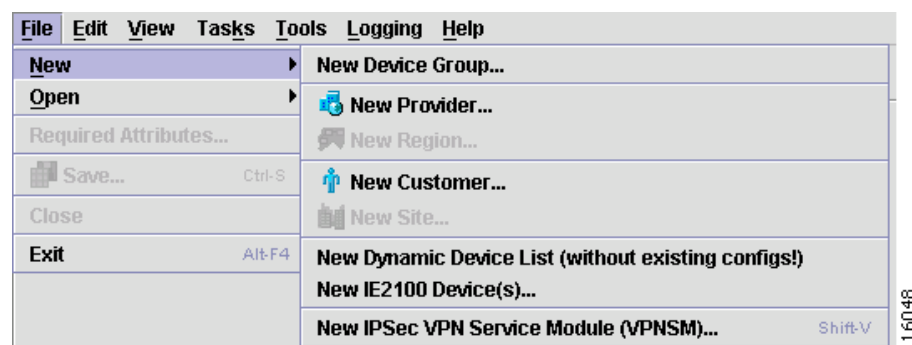 File Edit View Tasks Tools Logging Help
New
Open
Required Attributes...
Save... Ctrl-S
Close
Exit Alt-F4
New Device Group...
New Provider...
New Region...
New Customer...
New Site...
New Dynamic Device List (without existing configs!)
New IE2100 Device(s)...
New IPSec VPN Service Module (VPNSM)... Shift-V
16048